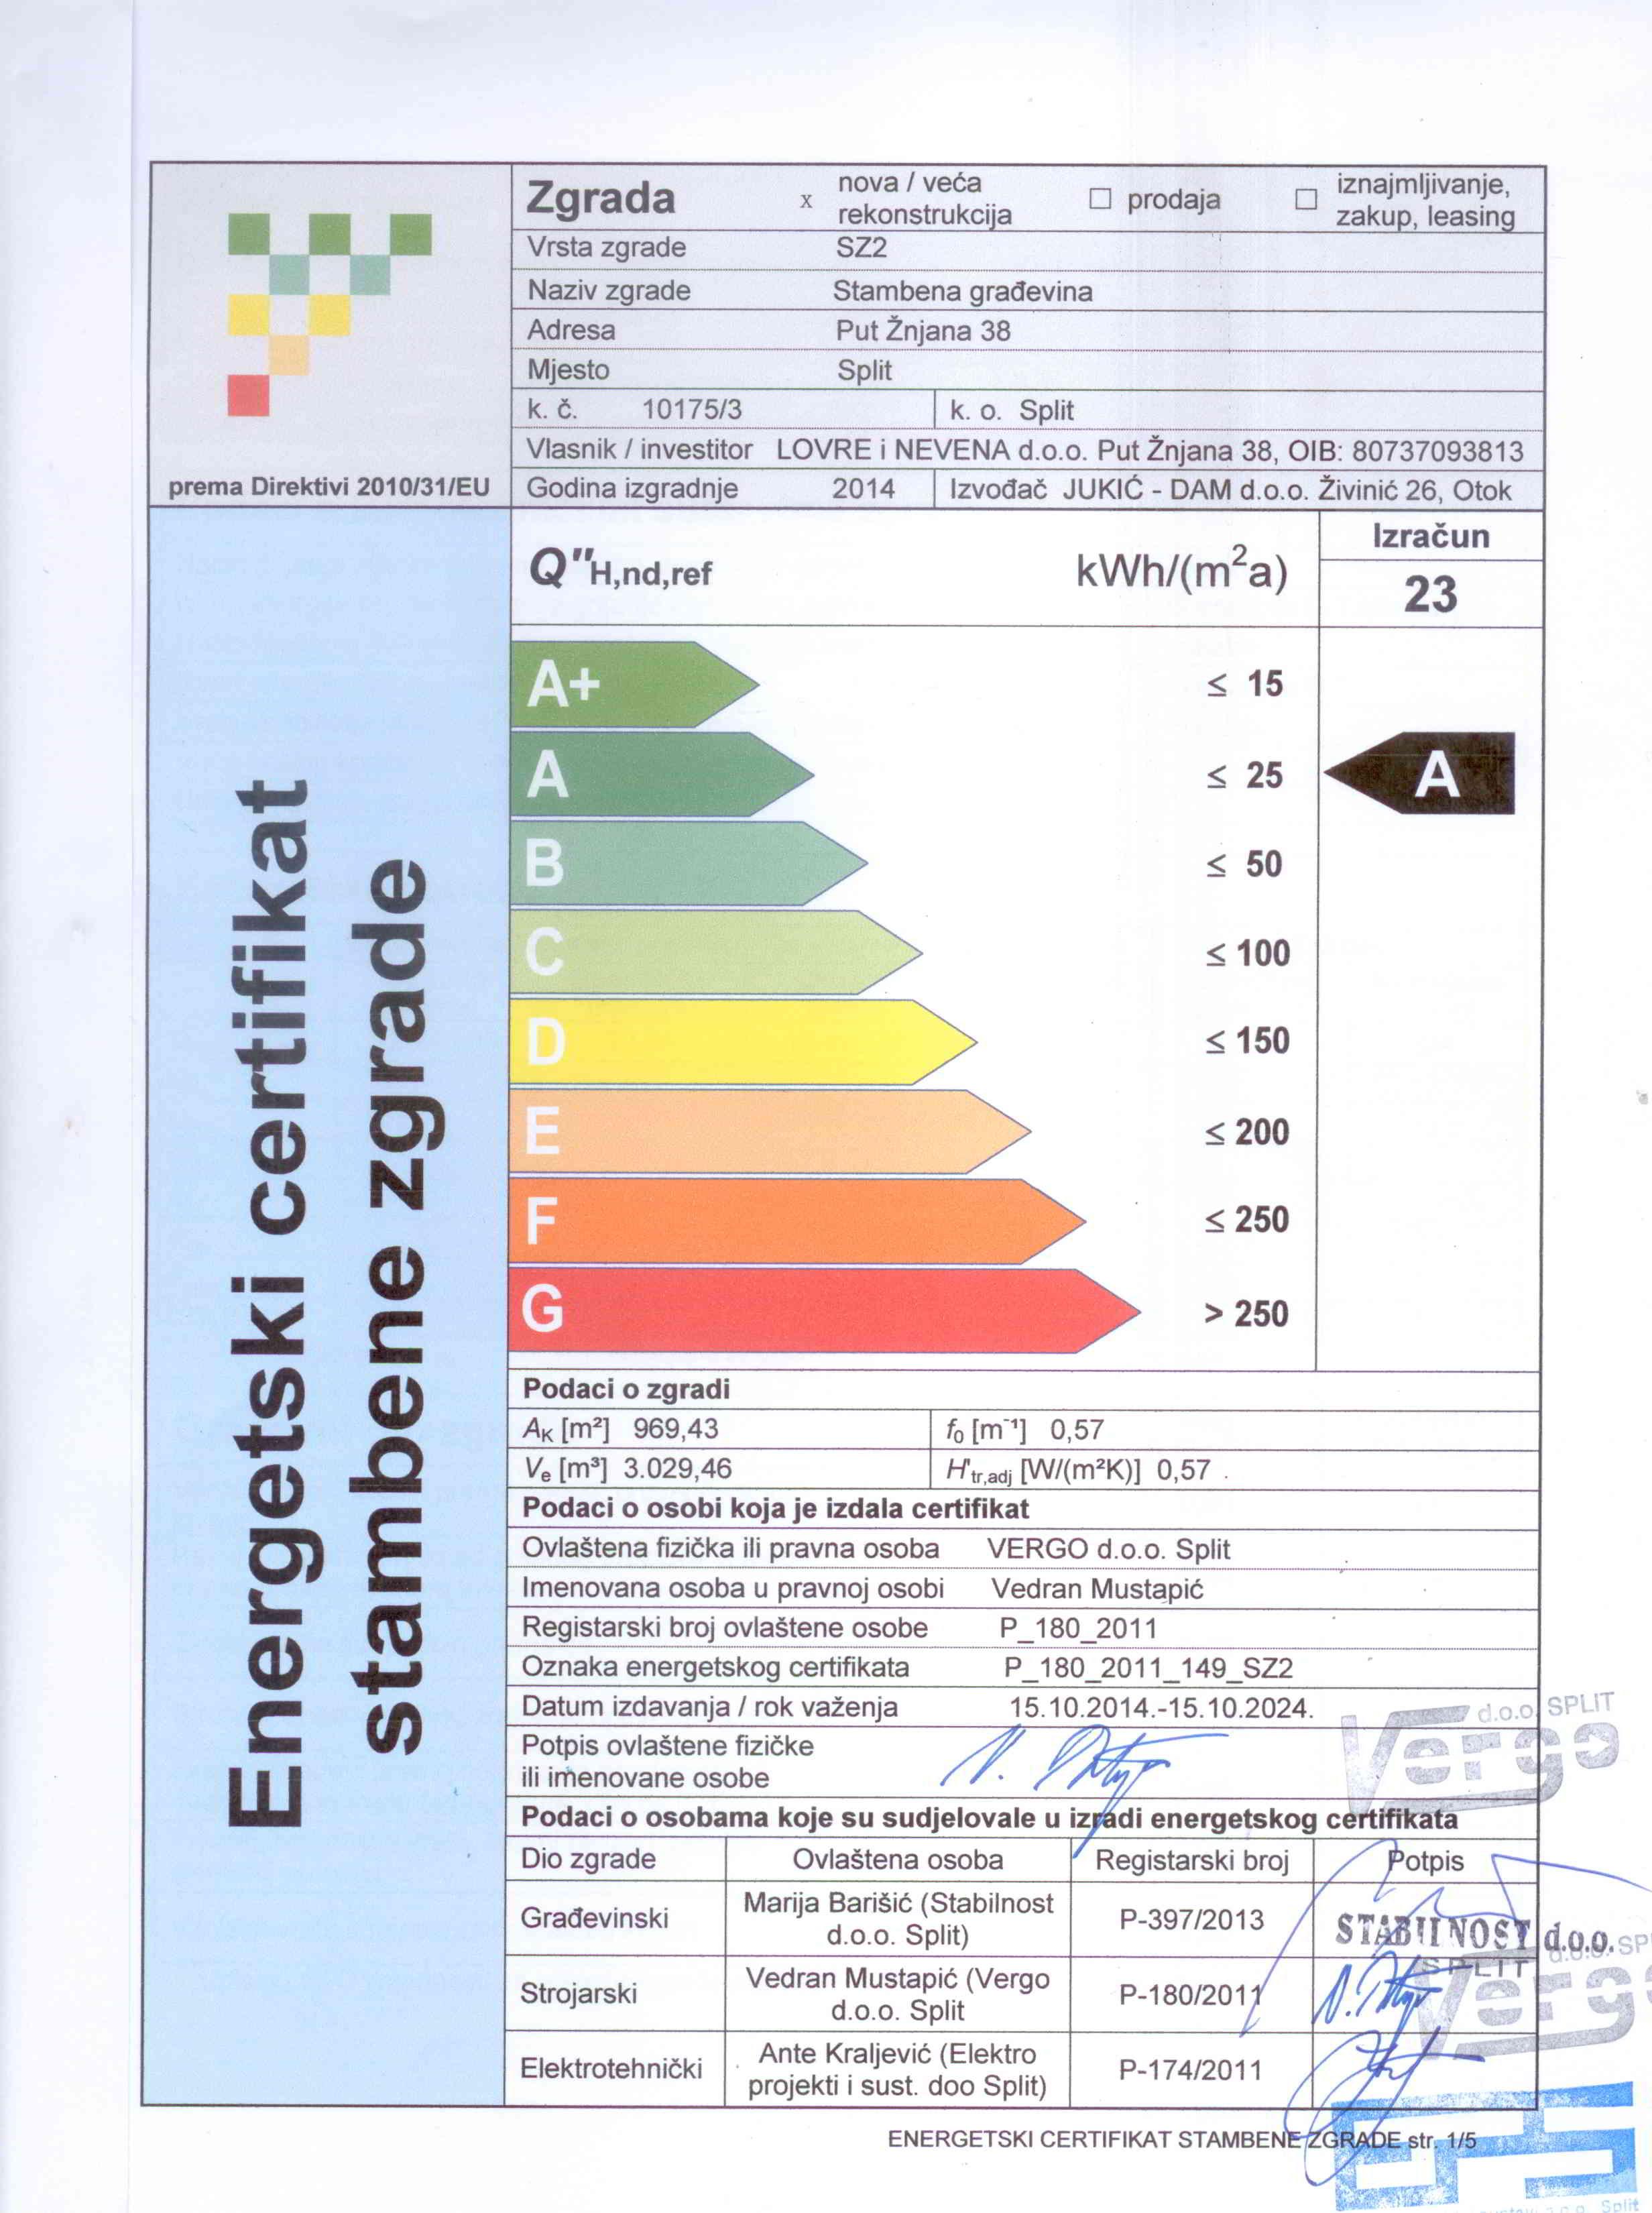 Zgrada x nova / veća rekonstrukcija ☐ prodaja ☐ iznajmljivanje, zakup, leasing
Vrsta zgrade SZ2
Naziv zgrade Stambena građevina
Adresa Put Žnjana 38
Mjesto Split
k. č. 10175/3 k. o. Split
Vlasnik / investitor LOVRE i NEVENA d.o.o. Put Žnjana 38, OIB: 80737093813
prema Direktivi 2010/31/EU
Godina izgradnje 2014 Izvođač JUKIĆ - DAM d.o.o. Živinić 26, Otok
Energetski certifikat
stambene zgrade
Q"H,nd,ref kWh/(m²a) Izračun
23
A+ ≤ 15
A ≤ 25 A
B ≤ 50
C ≤ 100
D ≤ 150
E ≤ 200
F ≤ 250
G > 250
Podaci o zgradi
AK [m²] 969,43 f0 [m⁻¹] 0,57
Ve [m³] 3.029,46 H'tr,adj [W/(m²K)] 0,57
Podaci o osobi koja je izdala certifikat
Ovlaštena fizička ili pravna osoba VERGO d.o.o. Split
Imenovana osoba u pravnoj osobi Vedran Mustapić
Registarski broj ovlaštene osobe P_180_2011
Oznaka energetskog certifikata P_180_2011_149_SZ2
Datum izdavanja / rok važenja 15.10.2014.-15.10.2024.
Potpis ovlaštene fizičke
ili imenovane osobe
d.o.o. SPLIT
Vergo
Podaci o osobama koje su sudjelovale u izradi energetskog certifikata
Dio zgrade Ovlaštena osoba Registarski broj Potpis
Građevinski Marija Barišić (Stabilnost d.o.o. Split) P-397/2013
STABILNOST d.o.o.
SPLIT
Strojarski Vedran Mustapić (Vergo d.o.o. Split P-180/2011
Elektrotehnički Ante Kraljević (Elektro projekti i sust. doo Split) P-174/2011
ENERGETSKI CERTIFIKAT STAMBENE ZGRADE str. 1/5